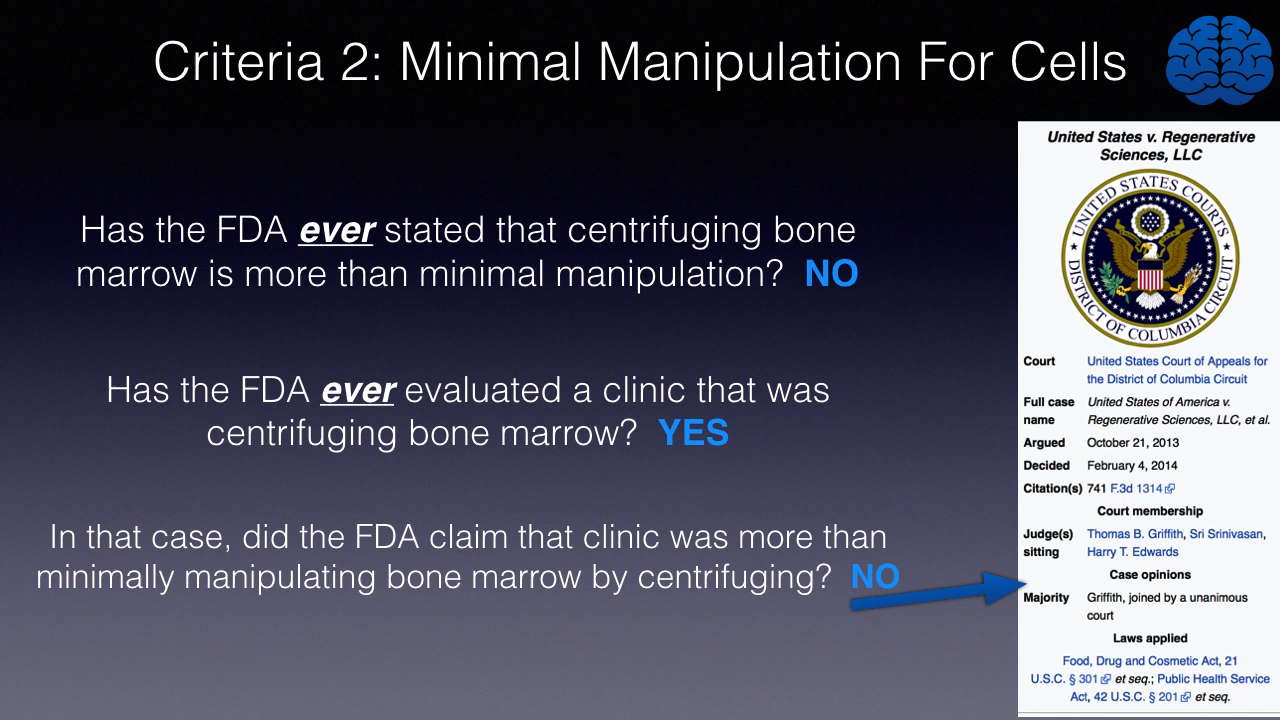 Criteria 2: Minimal Manipulation For Cells
Has the FDA ever stated that centrifuging bone
marrow is more than minimal manipulation? NO
Has the FDA ever evaluated a clinic that was
centrifuging bone marrow? YES
In that case, did the FDA claim that clinic was more than
minimally manipulating bone marrow by centrifuging? NO
United States v. Regenerative
Sciences, LLC
UNITED STATES COURTS
DISTRICT OF COLUMBIA CIRCUIT
Court United States Court of Appeals for
the District of Columbia Circuit
Full case United States of America v.
name Regenerative Sciences, LLC, et al.
Argued October 21, 2013
Decided February 4, 2014
Citation(s) 741 F.3d 1314
Court membership
Judge(s) Thomas B. Griffith, Sri Srinivasan,
sitting Harry T. Edwards
Case opinions
Majority Griffith, joined by a unanimous
court
Laws applied
Food, Drug and Cosmetic Act, 21
U.S.C. § 301 et seq.; Public Health Service
Act, 42 U.S.C. § 201 et seq.